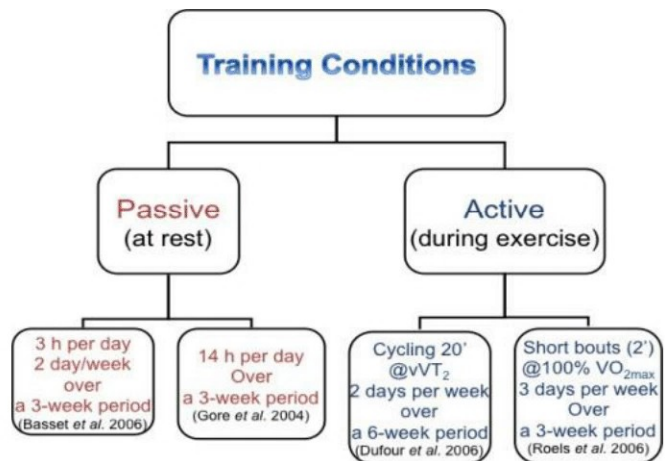 Training Conditions
Passive
(at rest)
Active
(during exercise)
3 h per day
2 day/week
over
a 3-week period
(Basset et al. 2006)
14 h per day
Over
a 3-week period
(Gore et al. 2004)
Cycling 20'
@vVT₂
2 days per week
over
a 6-week period
(Dufour et al. 2006)
Short bouts (2')
@100% VO₂max
3 days per week
Over
a 3-week period
(Roels et al. 2006)